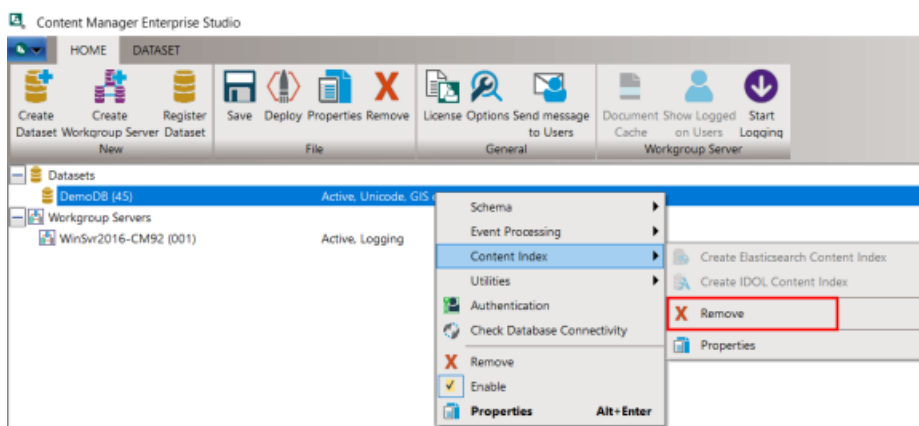 Content Manager Enterprise Studio
HOME DATASET
Create Create Register Save Deploy Properties Remove License Options Send message Document Show Logged Start
Dataset Workgroup Server Dataset to Users Cache on Users Logging
New File General Workgroup Server
Datasets
DemoDB (45) Active, Unicode, GIS
Schema
Event Processing
Workgroup Servers
WinSvr2016-CM92 (001) Active, Logging
Content Index Create Elasticsearch Content Index
Utilities Create IDOL Content Index
Authentication Remove
Check Database Connectivity
Properties
Remove
Enable
Properties Alt+Enter